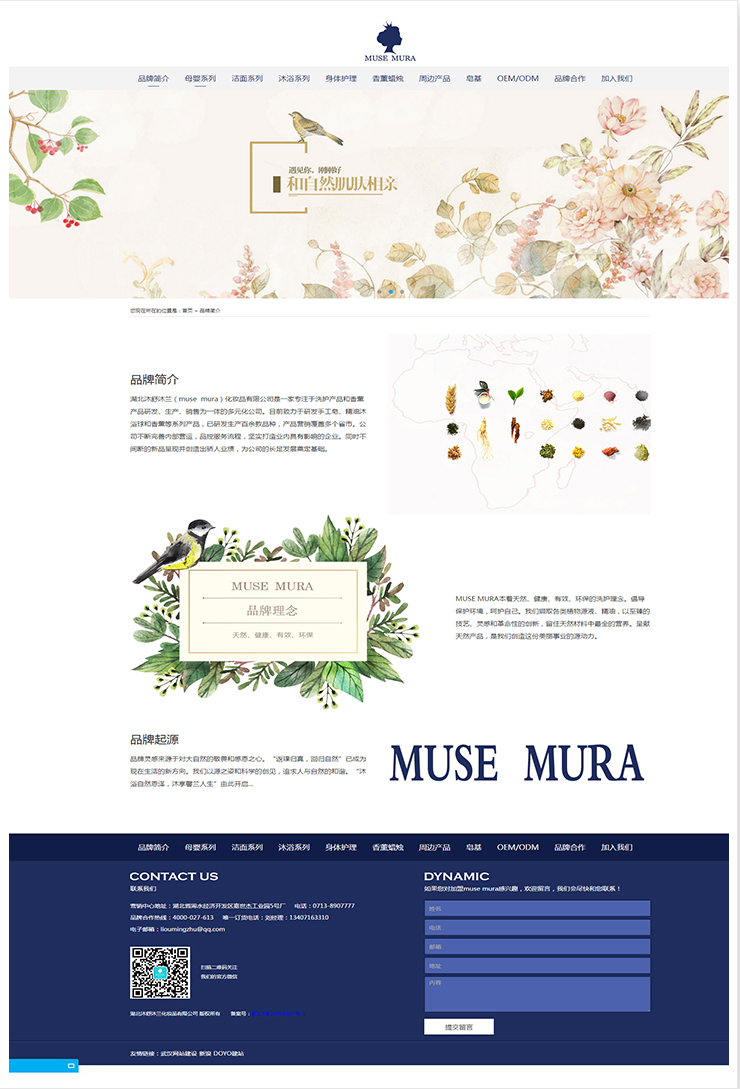 MUSE MURA
品牌简介 母婴系列 洁面系列 沐浴系列 身体护理 香薰蜡烛 周边产品 皂基 OEM/ODM 品牌合作 加入我们
遇见你，刚刚好
和自然肌肤相亲
您现在所在的位置是：首页 » 品牌简介
品牌简介
湖北沐舒沐兰（muse mura）化妆品有限公司是一家专注于洗护产品和香薰
产品研发、生产、销售为一体的多元化公司。目前致力于研发手工皂、精油沐
浴球和香薰等系列产品，已研发生产百余款品种，产品营销覆盖多个省市。公
司不断完善内部营运，品控服务流程，坚实打造业内具有影响的企业。同时不
间断的新品呈现并创造出骄人业绩，为公司的长足发展奠定基础。
MUSE MURA
品牌理念
天然、健康、有效、环保
MUSE MURA本着天然、健康、有效、环保的洗护理念。倡导
保护环境，呵护自己。我们撷取各类植物原液、精油，以至臻的
技艺、灵感和革命性的创新，留住天然材料中最全的营养。呈献
天然产品，是我们创造这份美丽事业的源动力。
品牌起源
品牌灵感来源于对大自然的敬畏和感恩之心。“返璞归真，回归自然”已成为
现在生活的新方向。我们以源之姿和科学的创见，追求人与自然的和谐。“沐
浴自然恩泽，沐享馨兰人生”由此开启...
MUSE MURA
品牌简介 母婴系列 洁面系列 沐浴系列 身体护理 香薰蜡烛 周边产品 皂基 OEM/ODM 品牌合作 加入我们
CONTACT US
联系我们
营销中心地址：湖北省浠水经济开发区嘉世杰工业园5号厂 电话：0713-8907777
品牌合作热线：4000-027-613 唯一订货电话：刘经理：13407163310
电子邮箱：lioumingzhu@qq.com
扫描二维码关注
我们的官方微信
湖北沐舒沐兰化妆品有限公司 版权所有 备案号：
DYNAMIC
如果您对加盟muse mura感兴趣，欢迎留言，我们会尽快和您联系！
姓名
电话
邮箱
地址
内容
提交留言
友情链接：武汉网站建设 新浪 DOYO建站